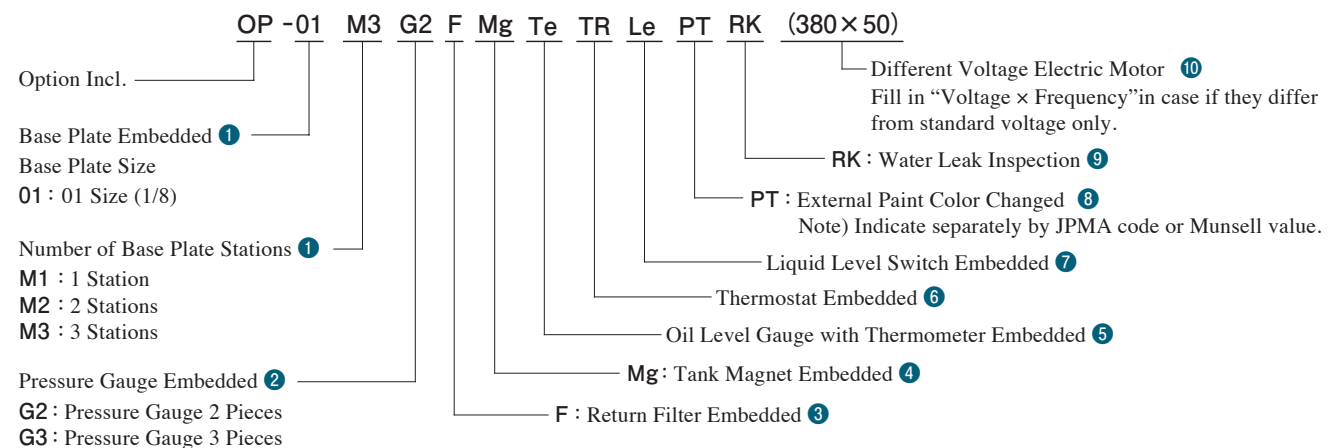 OP -01 M3 G2 F Mg Te TR Le PT RK (380×50)
Option Incl.
Base Plate Embedded ❶
Base Plate Size
01 : 01 Size (1/8)
Number of Base Plate Stations ❶
M1 : 1 Station
M2 : 2 Stations
M3 : 3 Stations
Pressure Gauge Embedded ❷
G2 : Pressure Gauge 2 Pieces
G3 : Pressure Gauge 3 Pieces
Different Voltage Electric Motor ❿
Fill in “Voltage × Frequency”in case if they differ
from standard voltage only.
RK : Water Leak Inspection ❾
PT : External Paint Color Changed ❽
Note) Indicate separately by JPMA code or Munsell value.
Liquid Level Switch Embedded ❼
Thermostat Embedded ❻
Oil Level Gauge with Thermometer Embedded ❺
Mg : Tank Magnet Embedded ❹
F : Return Filter Embedded ❸